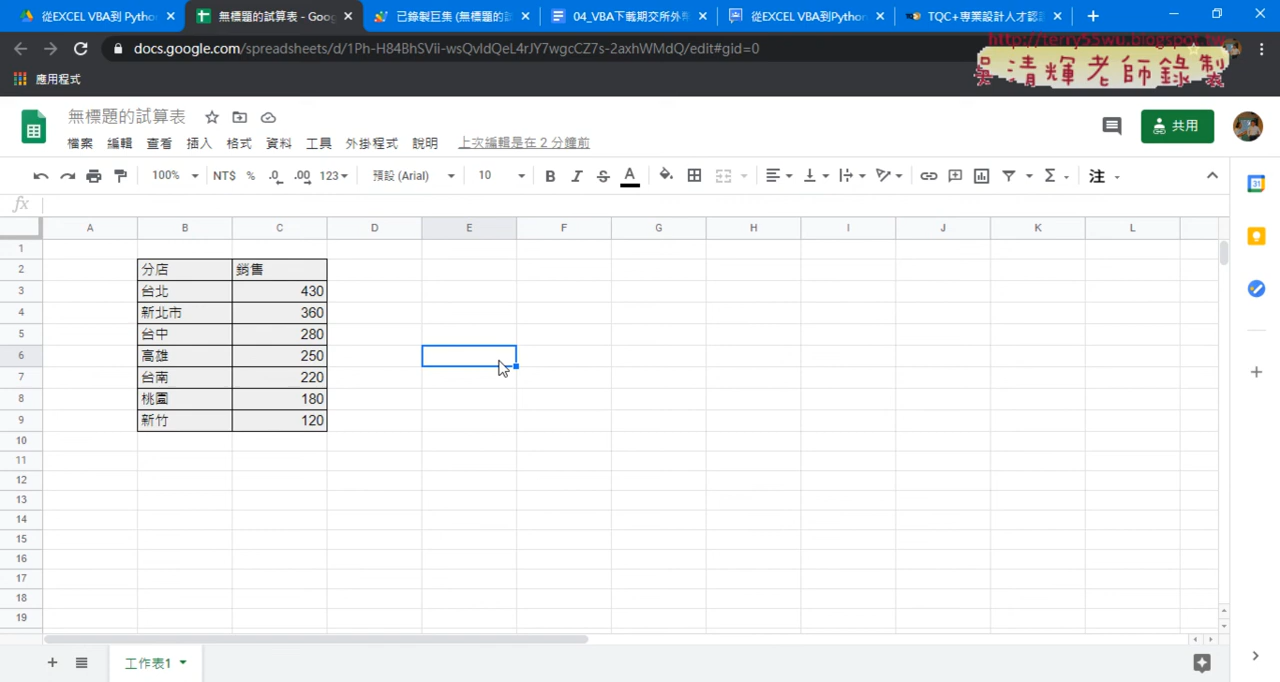 從EXCEL VBA到 Pytho
無標題的試算表 - Goo
已錄製巨集 (無標題的
04_VBA下載期交所外
從EXCEL VBA到Python
TQC+專業設計人才認
docs.google.com/spreadsheets/d/1Ph-H84BhSVii-wsQvldQeL4rJY7wgcCZ7s-2axhWMdQ/edit#gid=0
http://terry55wu.blogspot.tw
吳清輝老師錄製
應用程式
無標題的試算表
檔案 編輯 查看 插入 格式 資料 工具 外掛程式 說明 上次編輯是在 2 分鐘前
共用
100% NT$ % .0 .00 123 預設 (Arial) 10 B I S A Σ 注
fx
A B C D E F G H I J K L
1
2 分店 銷售
3 台北 430
4 新北市 360
5 台中 280
6 高雄 250
7 台南 220
8 桃園 180
9 新竹 120
10
11
12
13
14
15
16
17
18
19
工作表1
31